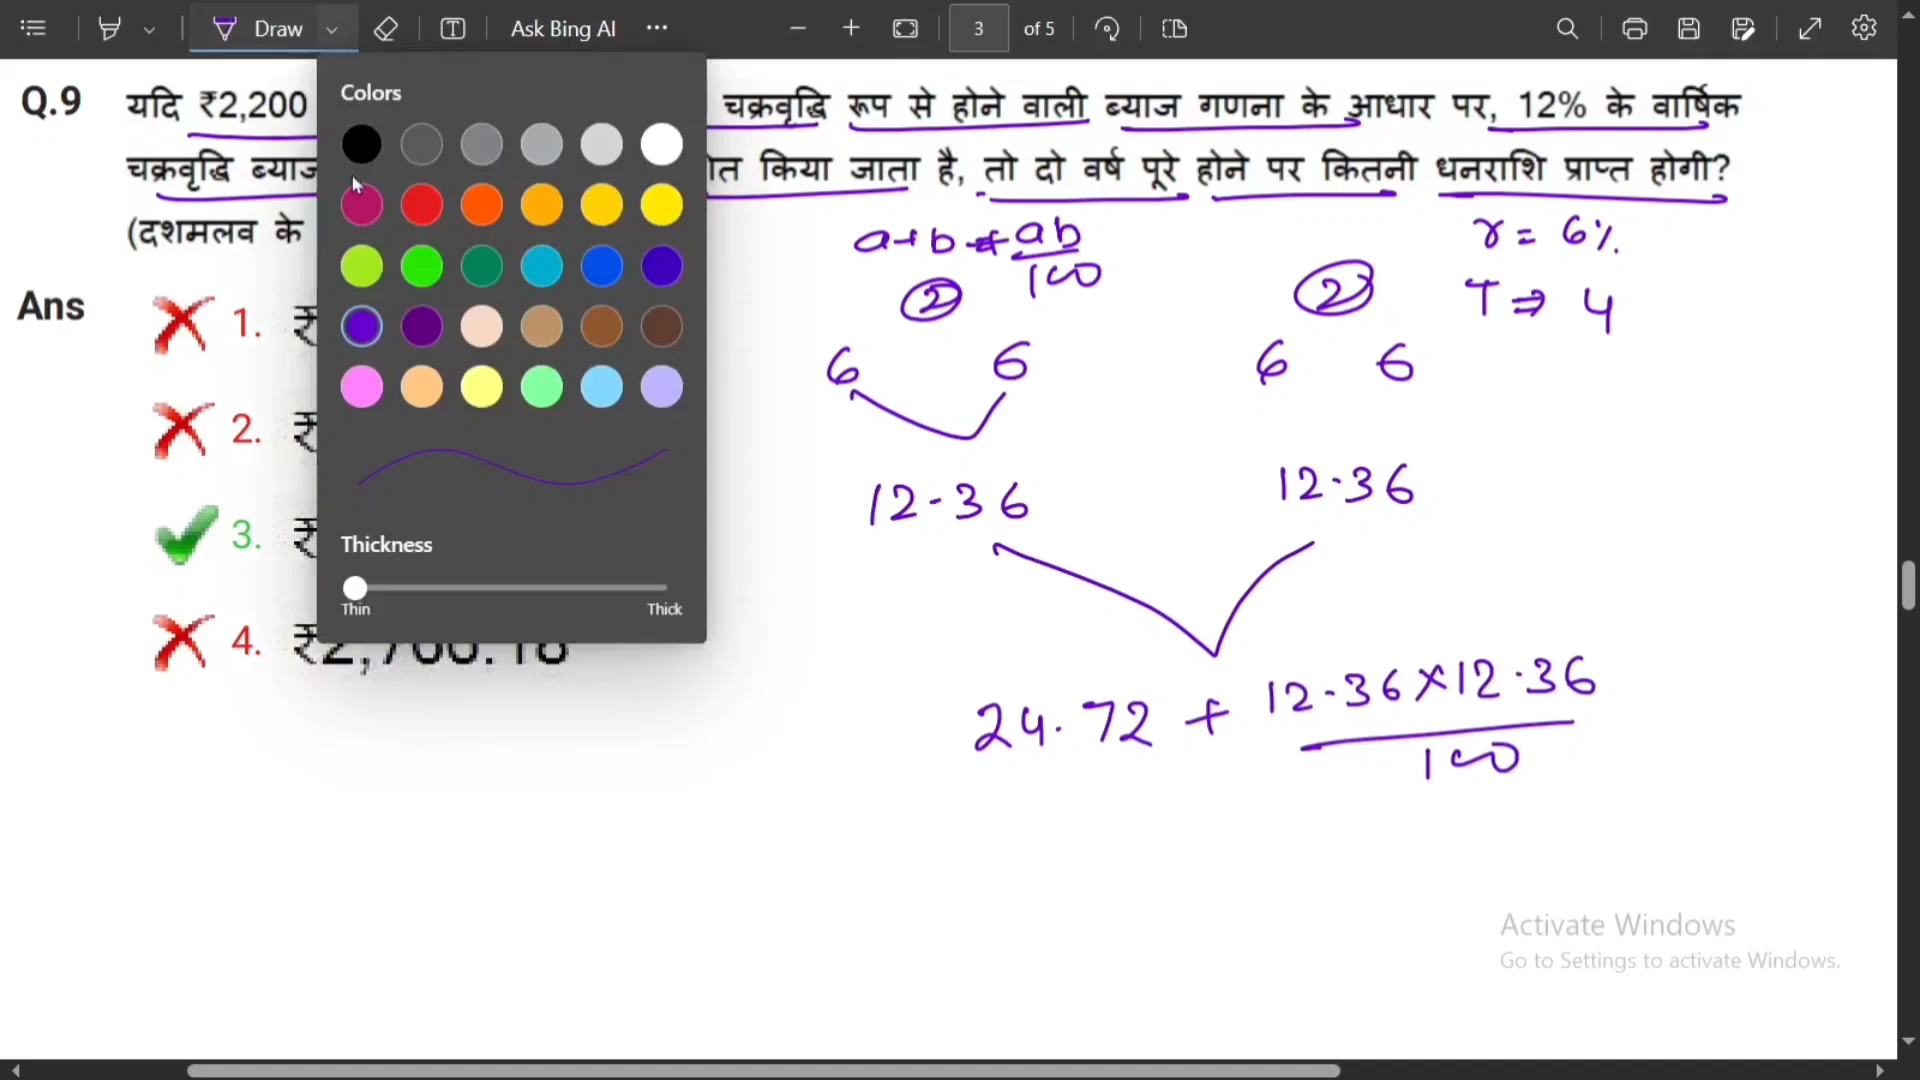 Draw
Ask Bing AI
3 of 5
Colors
Thickness
Thin Thick
Q.9 यदि ₹2,200 चक्रवृद्धि रूप से होने वाली ब्याज गणना के आधार पर, 12% के वार्षिक
चक्रवृद्धि ब्याज किया जाता है, तो दो वर्ष पूरे होने पर कितनी धनराशि प्राप्त होगी?
(दशमलव के
a+b+ab/100
r = 6%
2 2
T ⇒ 4
Ans
1. ₹
2. ₹
3. ₹
4. ₹2,700.18
6 6 6 6
12.36 12.36
24.72 + 12.36×12.36
100
Activate Windows
Go to Settings to activate Windows.